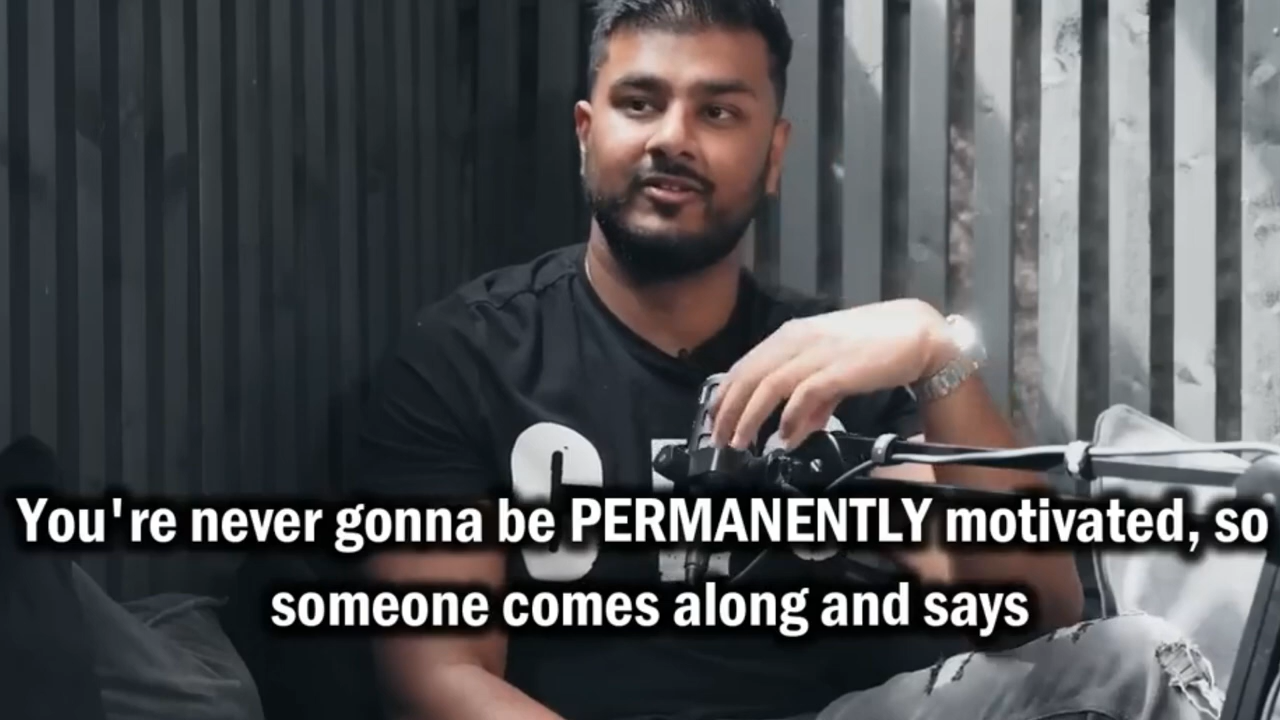 You're never gonna be PERMANENTLY motivated, so
someone comes along and says